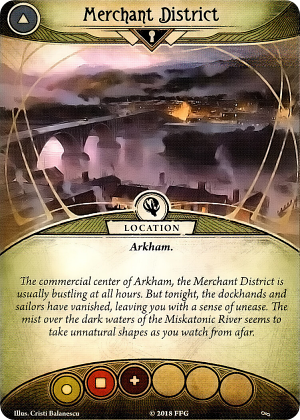 Merchant District
LOCATION
Arkham.
The commercial center of Arkham, the Merchant District is
usually bustling at all hours. But tonight, the dockhands and
sailors have vanished, leaving you with a sense of unease. The
mist over the dark waters of the Miskatonic River seems to
take unnatural shapes as you watch from afar.
Illus. Cristi Balanescu
© 2018 FFG